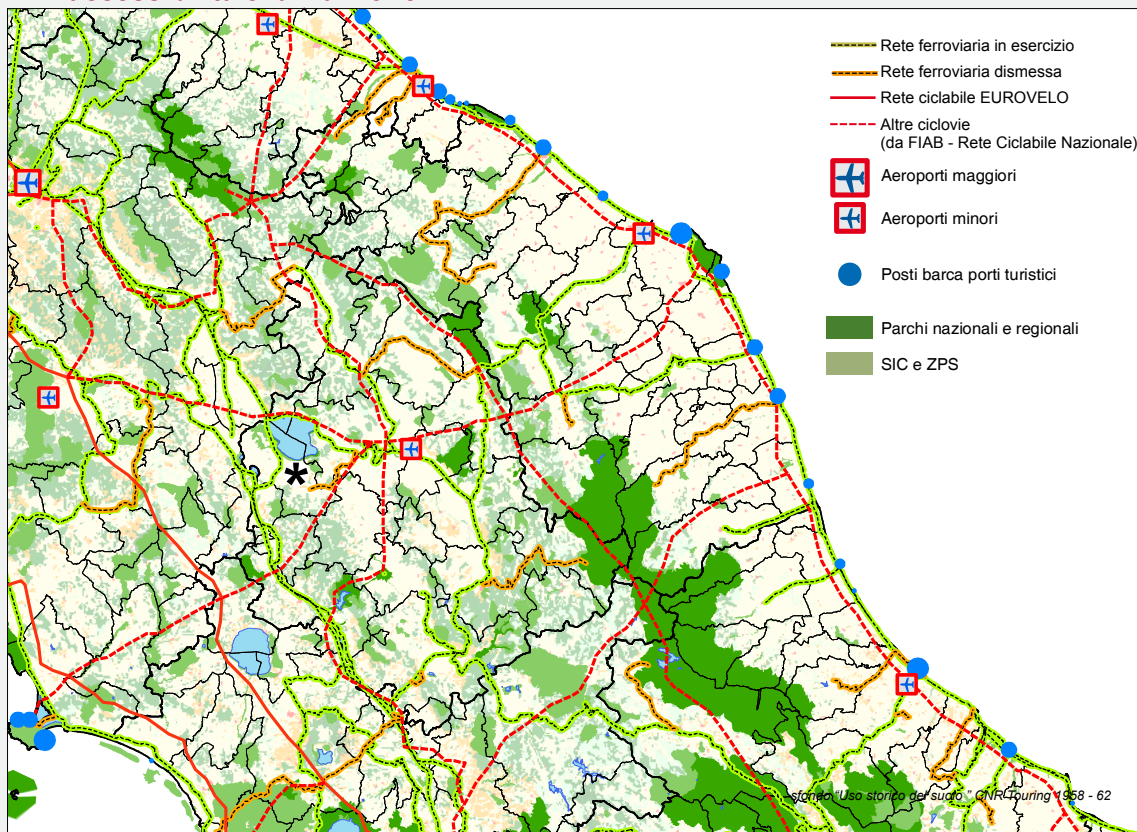 Rete ferroviaria in esercizio
Rete ferroviaria dismessa
Rete ciclabile EUROVELO
Altre ciclovie
(da FIAB - Rete Ciclabile Nazionale)
Aeroporti maggiori
Aeroporti minori
Posti barca porti turistici
Parchi nazionali e regionali
SIC e ZPS
*
sfondo "Uso storico del suolo " CNR Touring 1958 - 62